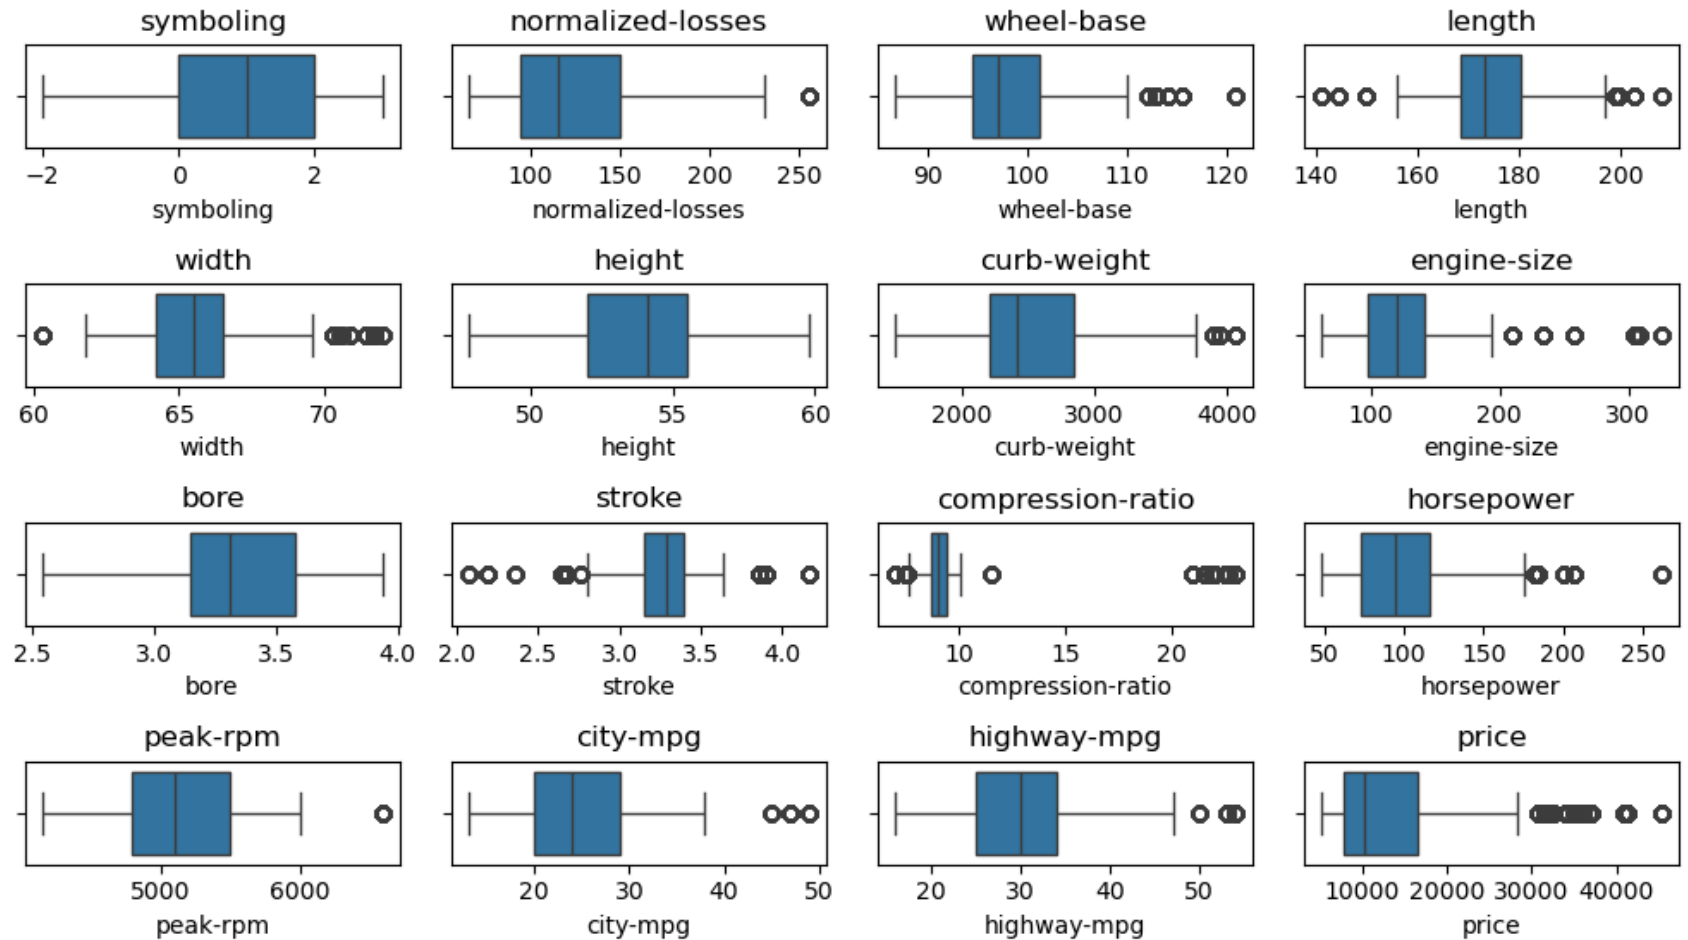 symboling normalized-losses wheel-base length
−2 0 2 100 150 200 250 90 100 110 120 140 160 180 200
symboling normalized-losses wheel-base length
width height curb-weight engine-size
60 65 70 50 55 60 2000 3000 4000 100 200 300
width height curb-weight engine-size
bore stroke compression-ratio horsepower
2.5 3.0 3.5 4.0 2.0 2.5 3.0 3.5 4.0 10 15 20 50 100 150 200 250
bore stroke compression-ratio horsepower
peak-rpm city-mpg highway-mpg price
5000 6000 20 30 40 50 20 30 40 50 10000 20000 30000 40000
peak-rpm city-mpg highway-mpg price